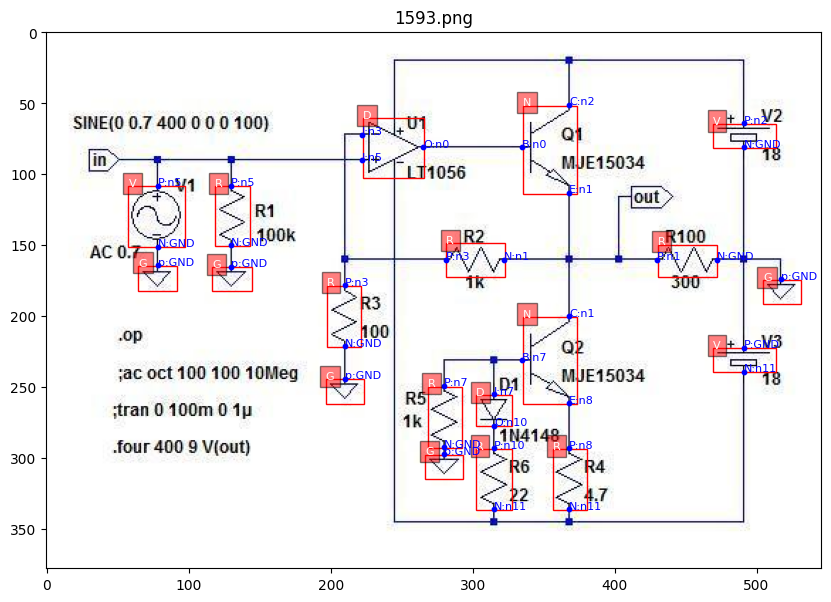 1593.png
0
50
100
150
200
250
300
350
0
100
200
300
400
500
SINE(0 0.7 400 0 0 0 100)
in
V
P:n5
V1
N:GND
AC 0.7
G
p:GND
R
P:n5
R1
100k
N:GND
G
p:GND
D
I:n3
U1
I:n5
O:n0
LT1056
N
C:n2
B:n0
Q1
MJE15034
E:n1
V
P:n2
V2
N:GND
18
out
R
R2
P:n3
N:n1
1k
R
R100
P:n1
N:GND
300
G
p:GND
R
P:n3
R3
100
N:GND
G
p:GND
N
C:n1
Q2
B:n7
MJE15034
E:n8
V
V3
P:GND
N:n11
18
R
P:n7
R5
1k
N:GND
G
p:GND
D
D1
O:n10
1N4148
P:n10
R6
22
N:n11
R
P:n8
R4
4.7
N:n11
.op
;ac oct 100 100 10Meg
;tran 0 100m 0 1µ
.four 400 9 V(out)